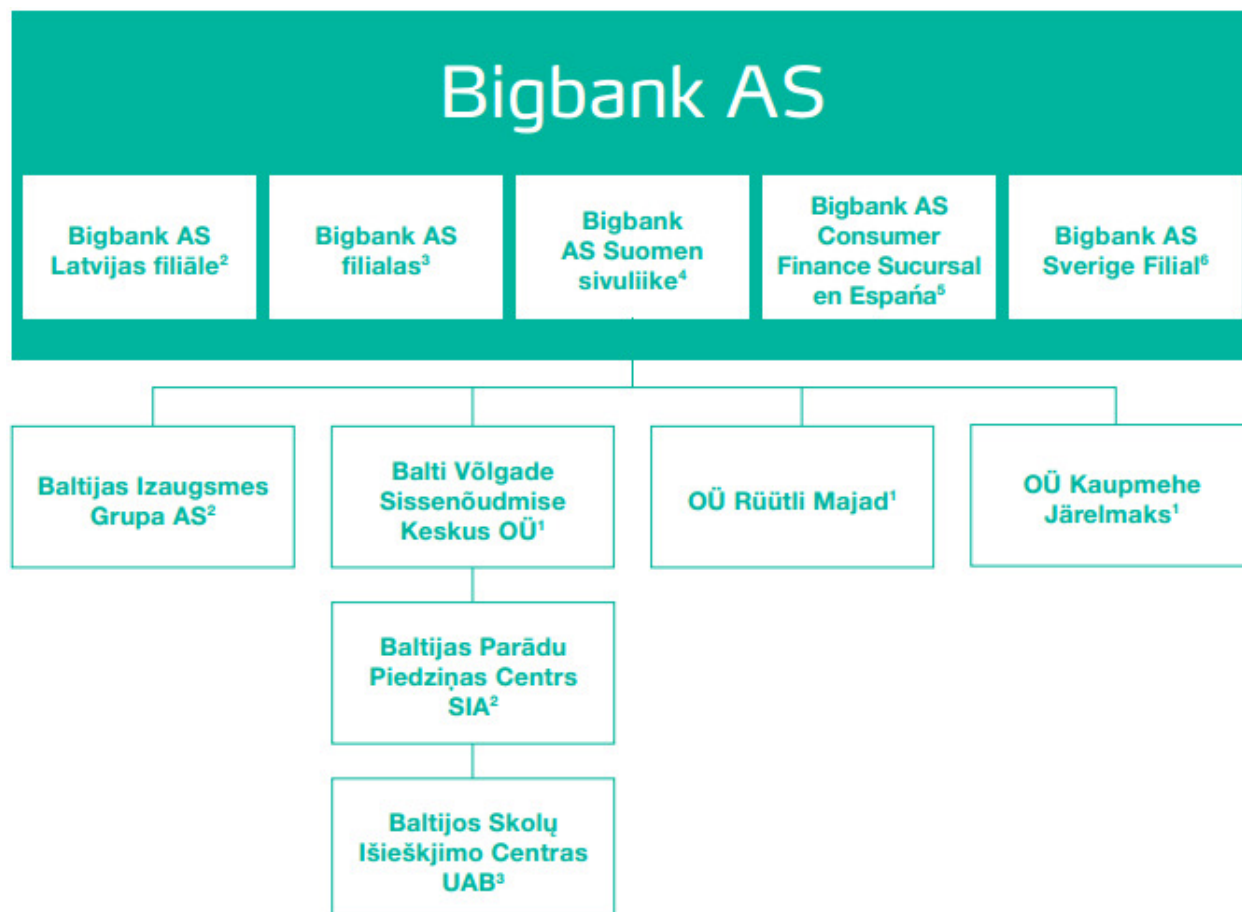 Bigbank AS
Bigbank AS
Latvijas filiāle²
Bigbank AS
filialas³
Bigbank
AS Suomen
sivuliike⁴
Bigbank AS
Consumer
Finance Sucursal
en Espańa⁵
Bigbank AS
Sverige Filial⁶
Baltijas Izaugsmes
Grupa AS²
Balti Võlgade
Sissenõudmise
Keskus OÜ¹
OÜ Rüütli Majad¹
OÜ Kaupmehe
Järelmaks¹
Baltijas Parādu
Piedziņas Centrs
SIA²
Baltijos Skolų
Išieškjimo Centras
UAB³